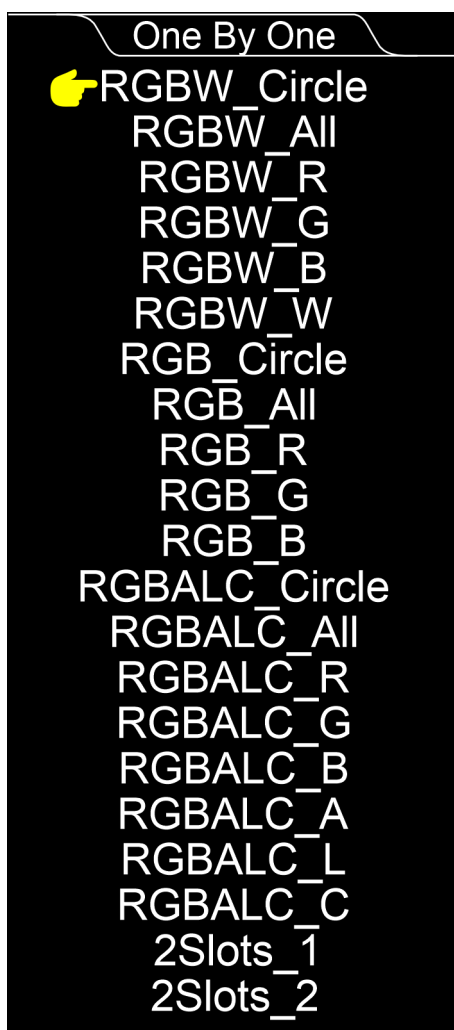 One By One
RGBW_Circle
RGBW_All
RGBW_R
RGBW_G
RGBW_B
RGBW_W
RGB_Circle
RGB_All
RGB_R
RGB_G
RGB_B
RGBALC_Circle
RGBALC_All
RGBALC_R
RGBALC_G
RGBALC_B
RGBALC_A
RGBALC_L
RGBALC_C
2Slots_1
2Slots_2